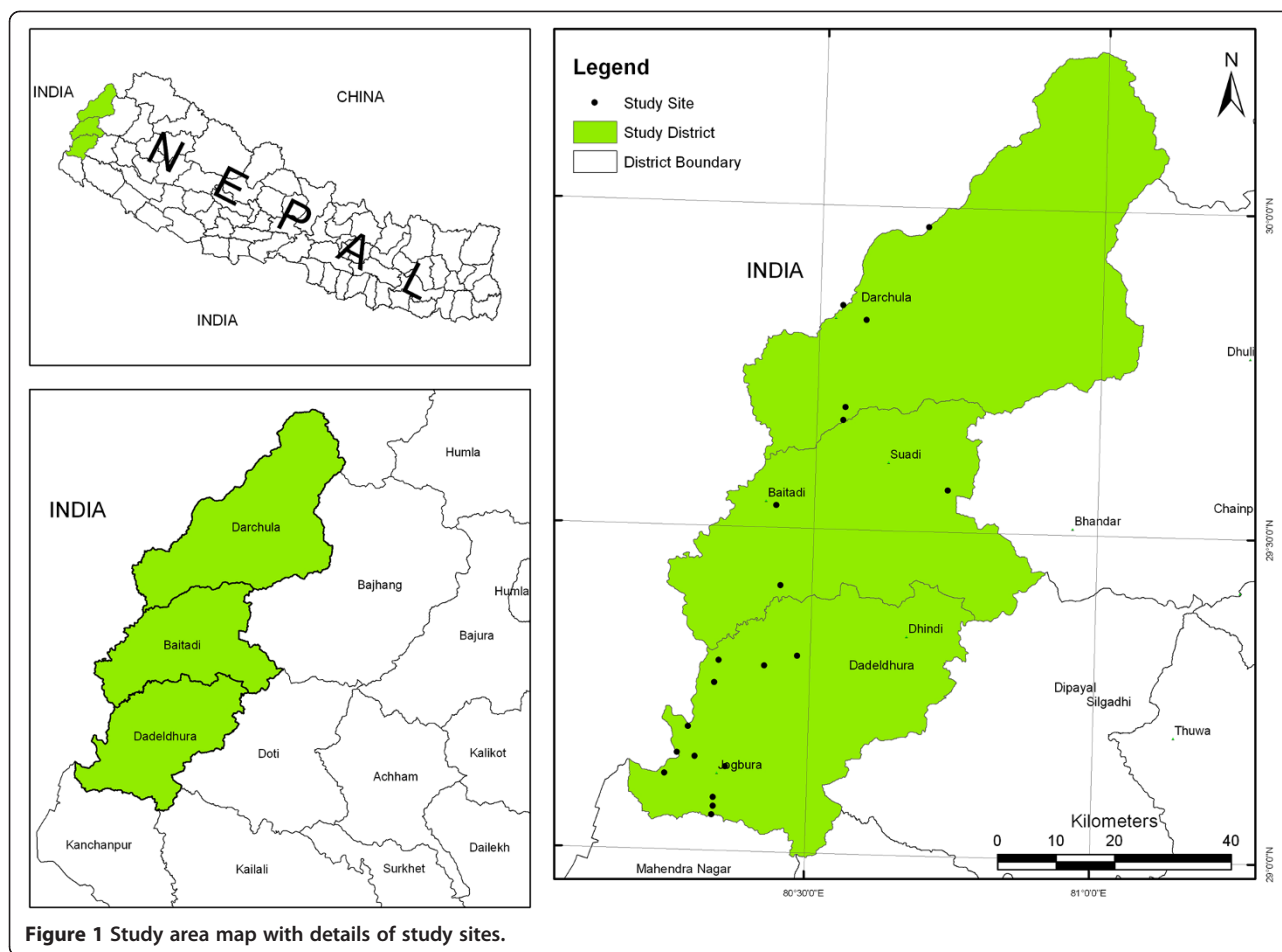 INDIA
CHINA
NEPAL
INDIA
INDIA
Humla
Darchula
Bajhang
Humla
Bajura
Baitadi
Dadeldhura
Doti
Achham
Kalikot
Kanchanpur
Kailali
Surkhet
Dailekh
Legend
Study Site
Study District
District Boundary
N
30°0'0"N
INDIA
Darchula
Dhuli
Suadi
Baitadi
Bhandar
Chainp
29°30'0"N
Dhindi
Dadeldhura
Dipayal
Silgadhi
Thuwa
Jogbura
Kilometers
0 10 20 40
Mahendra Nagar
29°0'0"N
80°30'0"E
81°0'0"E
Figure 1 Study area map with details of study sites.